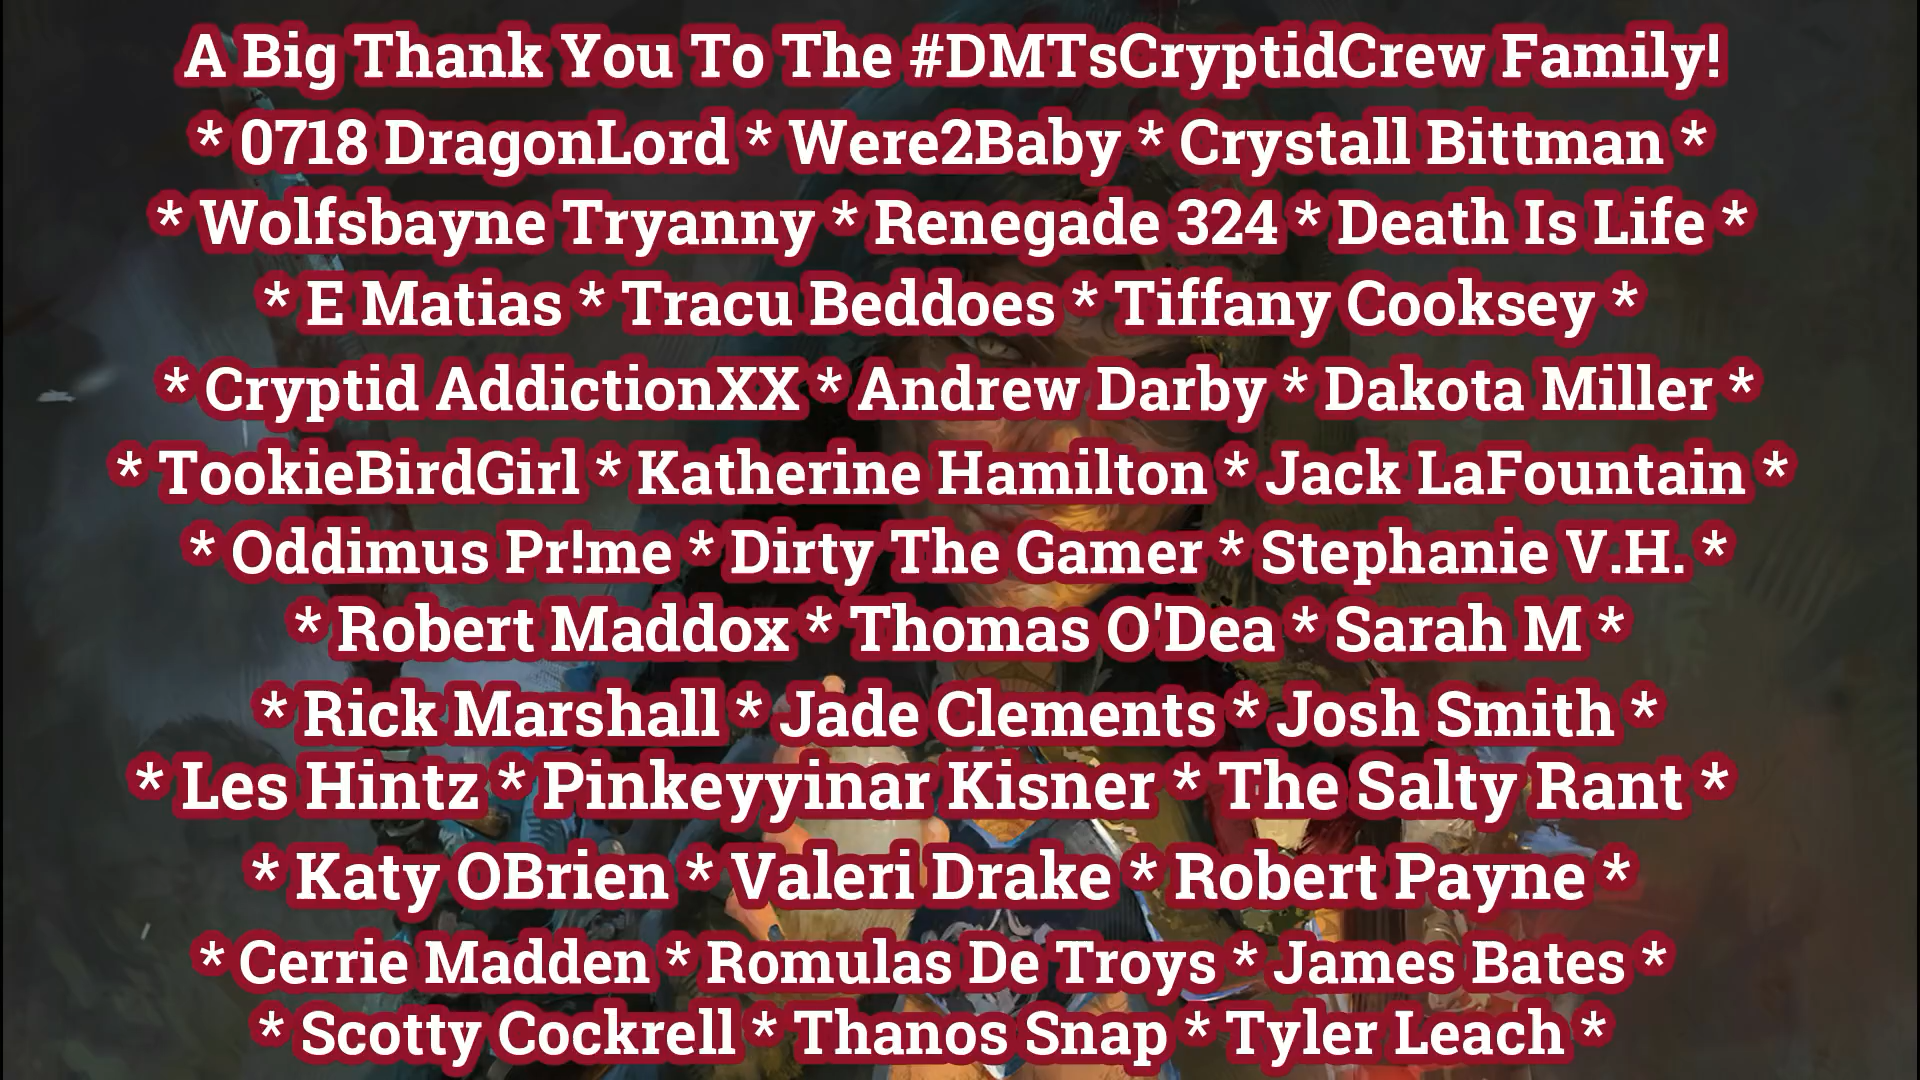 A Big Thank You To The #DMTsCryptidCrew Family!
* 0718 DragonLord * Were2Baby * Crystall Bittman *
* Wolfsbayne Tryanny * Renegade 324 * Death Is Life *
* E Matias * Tracu Beddoes * Tiffany Cooksey *
* Cryptid AddictionXX * Andrew Darby * Dakota Miller *
* TookieBirdGirl * Katherine Hamilton * Jack LaFountain *
* Oddimus Pr!me * Dirty The Gamer * Stephanie V.H. *
* Robert Maddox * Thomas O'Dea * Sarah M *
* Rick Marshall * Jade Clements * Josh Smith *
* Les Hintz * Pinkeyyinar Kisner * The Salty Rant *
* Katy OBrien * Valeri Drake * Robert Payne *
* Cerrie Madden * Romulas De Troys * James Bates *
* Scotty Cockrell * Thanos Snap * Tyler Leach *